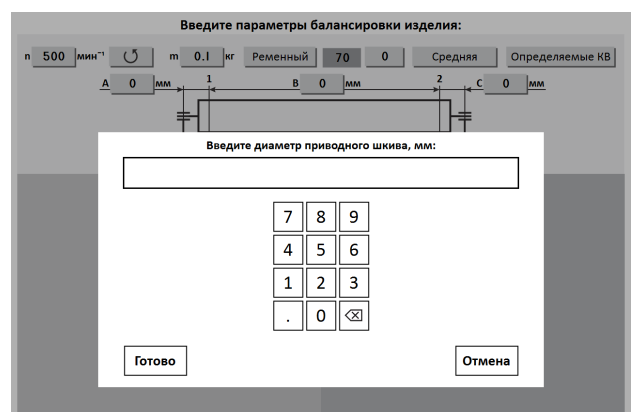 Введите параметры балансировки изделия:
n 500 мин⁻¹ m 0.1 кг Ременный 70 0 Средняя Определяемые КВ
A 0 мм 1 B 0 мм 2 C 0 мм
Введите диаметр приводного шкива, мм:
7 8 9
4 5 6
1 2 3
. 0
Готово Отмена